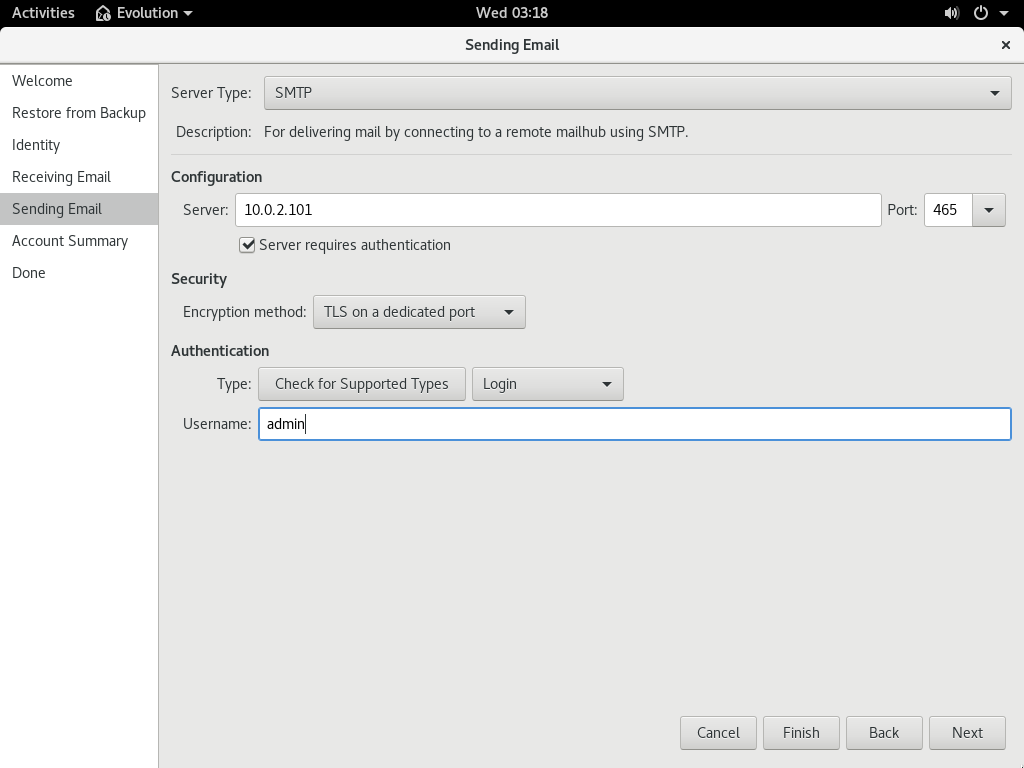 Activities Evolution Wed 03:18
Sending Email
Welcome
Restore from Backup
Identity
Receiving Email
Sending Email
Account Summary
Done
Server Type: SMTP
Description: For delivering mail by connecting to a remote mailhub using SMTP.
Configuration
Server: 10.0.2.101 Port: 465
Server requires authentication
Security
Encryption method: TLS on a dedicated port
Authentication
Type: Check for Supported Types Login
Username: admin
Cancel Finish Back Next